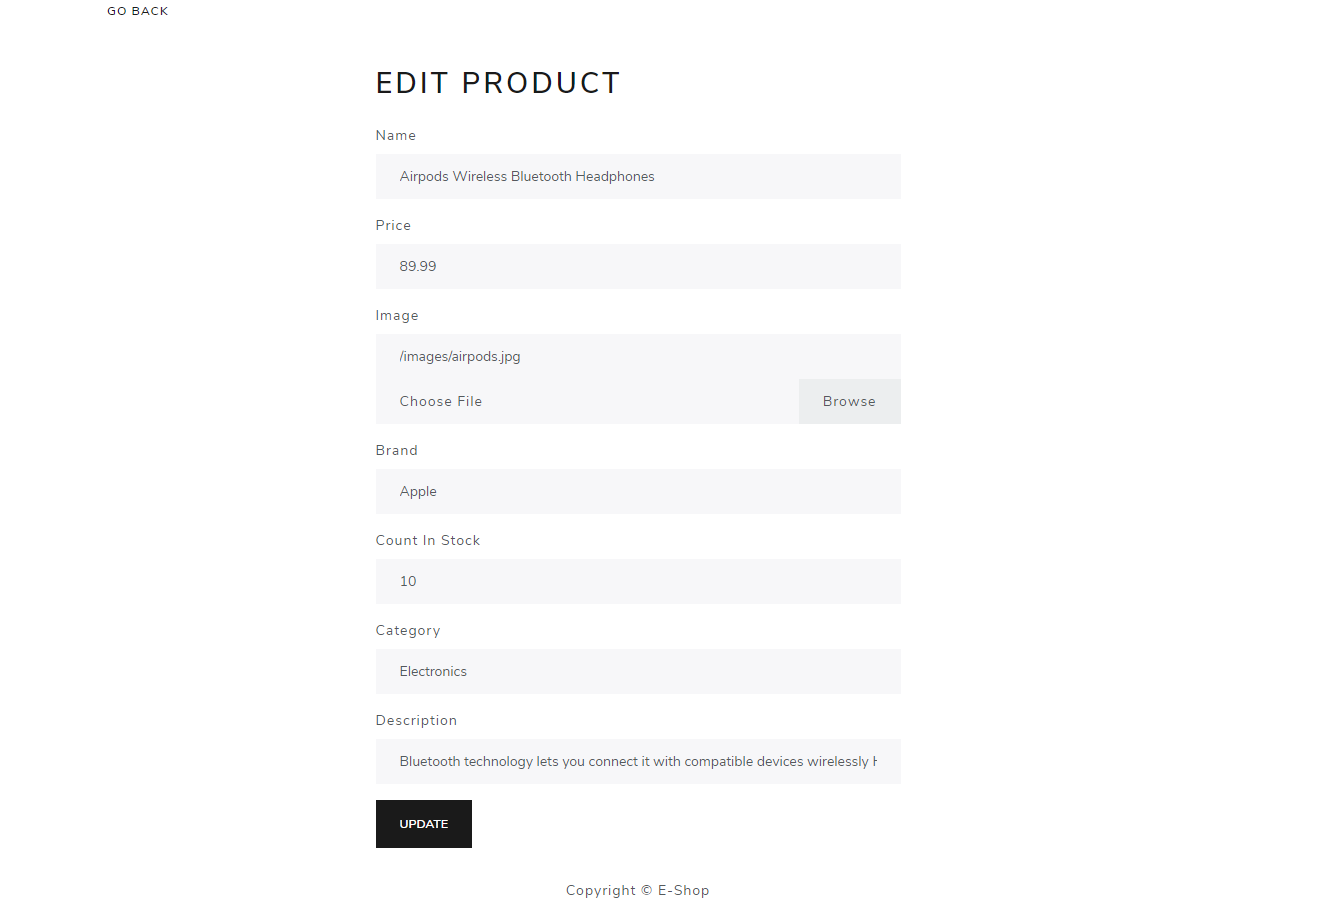 GO BACK
EDIT PRODUCT
Name
Airpods Wireless Bluetooth Headphones
Price
89.99
Image
/images/airpods.jpg
Choose File Browse
Brand
Apple
Count In Stock
10
Category
Electronics
Description
Bluetooth technology lets you connect it with compatible devices wirelessly
UPDATE
Copyright © E-Shop